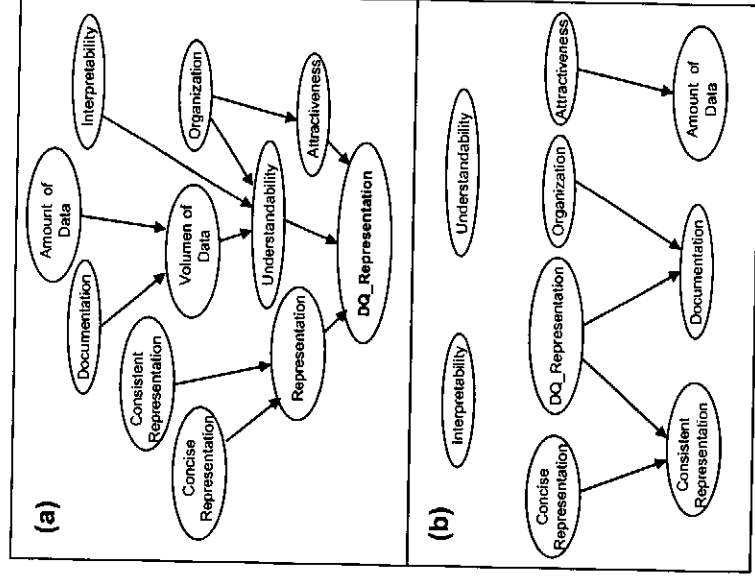 (a)
Amount of
Data
Interpretability
Documentation
Volumen of
Data
Organization
Consistent
Representation
Concise
Representation
Understandability
Attractiveness
Representation
DQ_Representation
(b)
Interpretability
Understandability
Concise
Representation
DQ_Representation
Organization
Attractiveness
Consistent
Representation
Documentation
Amount of
Data